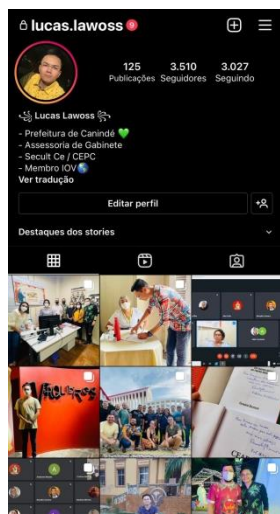 lucas.lawoss 9
125 3.510 3.027
Publicações Seguidores Seguindo
Lucas Lawoss
- Prefeitura de Canindé 💚
- Assessoria de Gabinete
- Secult Ce / CEPC
- Membro IOV🌎
Ver tradução
Editar perfil
Destaques dos stories